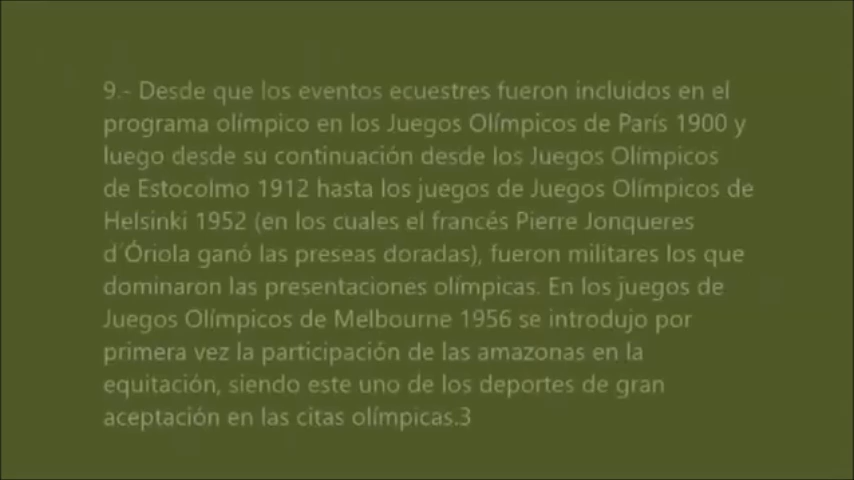 9.- Desde que los eventos ecuestres fueron incluidos en el
programa olímpico en los Juegos Olímpicos de París 1900 y
luego desde su continuación desde los Juegos Olímpicos
de Estocolmo 1912 hasta los juegos de Juegos Olímpicos de
Helsinki 1952 (en los cuales el francés Pierre Jonqueres
d´Óriola ganó las preseas doradas), fueron militares los que
dominaron las presentaciones olímpicas. En los juegos de
Juegos Olímpicos de Melbourne 1956 se introdujo por
primera vez la participación de las amazonas en la
equitación, siendo este uno de los deportes de gran
aceptación en las citas olímpicas.3